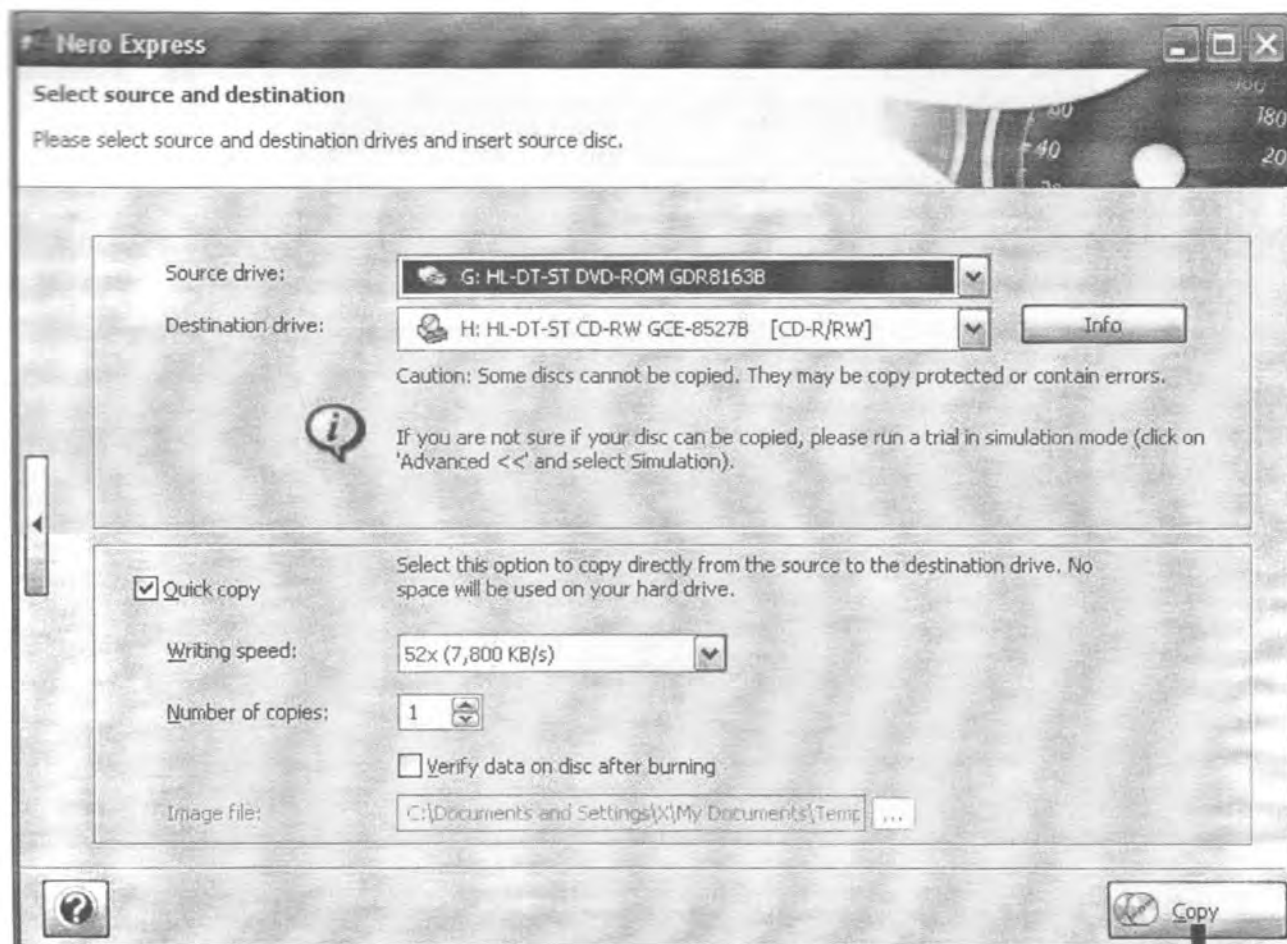 Nero Express
Select source and destination
Please select source and destination drives and insert source disc.
180
40
20
Source drive:
G: HL-DT-ST DVD-ROM GDR8163B
Destination drive:
H: HL-DT-ST CD-RW GCE-8527B [CD-R/RW]
Info
Caution: Some discs cannot be copied. They may be copy protected or contain errors.
i
If you are not sure if your disc can be copied, please run a trial in simulation mode (click on
'Advanced <<' and select Simulation).
Quick copy
Select this option to copy directly from the source to the destination drive. No
space will be used on your hard drive.
Writing speed:
52x (7,800 KB/s)
Number of copies:
1
Verify data on disc after burning
Image file:
C:\Documents and Settings\X\My Documents\Temp
...
?
Copy